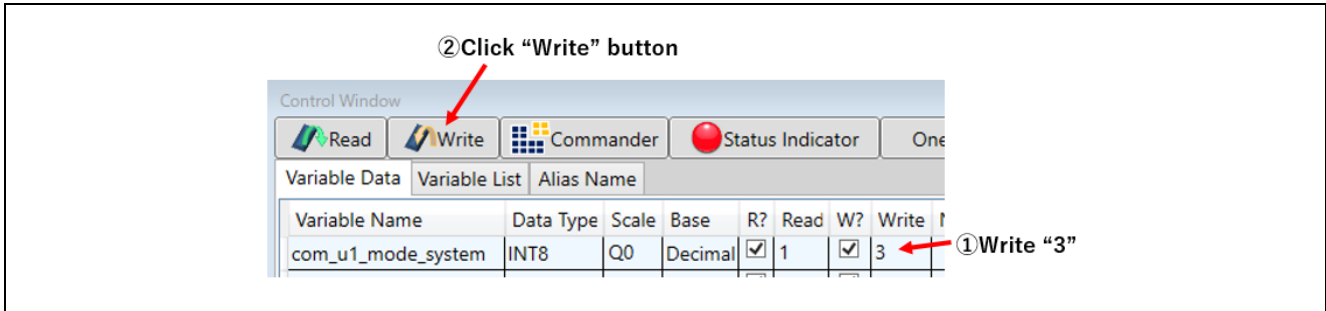 ②Click “Write” button
Control Window
Read Write Commander Status Indicator One
Variable Data Variable List Alias Name
Variable Name Data Type Scale Base R? Read W? Write
com_u1_mode_system INT8 Q0 Decimal 1 3
①Write “3”